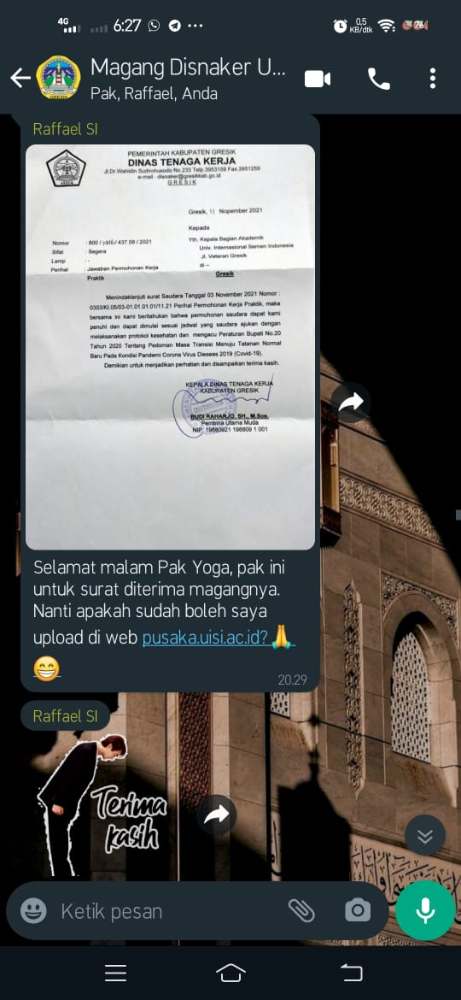 4G
6:27
0,5
KB/dtk
76
Magang Disnaker U...
Pak, Raffael, Anda
Raffael SI
PEMERINTAH KABUPATEN GRESIK
DINAS TENAGA KERJA
Jl.Dr.Wahidin Sudirohusodo No.233 Telp.3953159 Fax.3951259
e-mail : disnaker@gresikkab.go.id
G R E S I K
Gresik, 11 Nopember 2021
Kepada
Nomor : 800 / / 437.58 / 2021
Sifat : Segera
Lamp : -
Perihal : Jawaban Permohonan Kerja
Praktik
Yth. Kepala Bagian Akademik
Univ. Internasional Semen Indonesia
Jl. Veteran Gresik
di –
Gresik
Menindaklanjuti surat Saudara Tanggal 03 November 2021 Nomor :
0303/KI.05/03-01.01.01.01/11.21 Perihal Permohonan Kerja Praktik, maka
bersama ini kami beritahukan bahwa permohonan saudara dapat kami
penuhi dan dapat dimulai sesuai jadwal yang saudara ajukan dengan
melaksanakan protokol kesehatan dan mengacu Peraturan Bupati No.20
Tahun 2020 Tentang Pedoman Masa Transisi Menuju Tatanan Normal
Baru Pada Kondisi Pandemi Corona Virus Dieseas 2019 (Covid-19).
Demikian untuk menjadikan perhatian dan disampaikan terima kasih.
KEPALA DINAS TENAGA KERJA
KABUPATEN GRESIK
BUDI RAHARJO, SH., M.Sos.
Pembina Utama Muda
NIP. 19680921 198809 1 001
Selamat malam Pak Yoga, pak ini
untuk surat diterima magangnya.
Nanti apakah sudah boleh saya
upload di web pusaka.uisi.ac.id?🙏
😁
20.29
Raffael SI
Terima
kasih
Ketik pesan